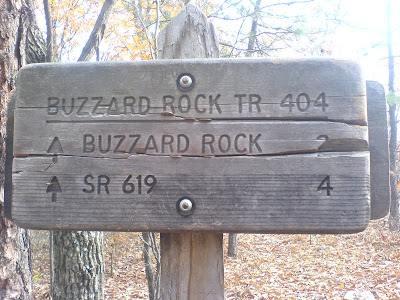 BUZZARD ROCK TR 404
↑ BUZZARD ROCK 2
↑ SR 619 4